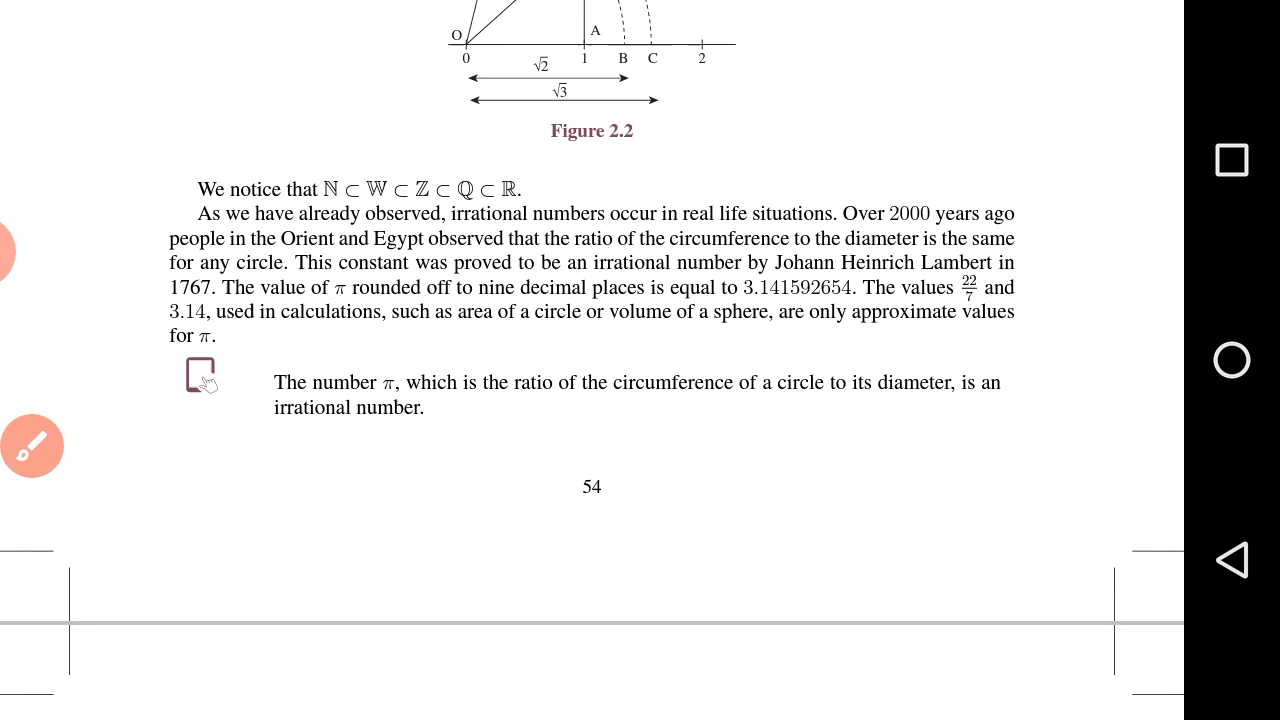 O
A
0
√2
1
B
C
2
√3
Figure 2.2
We notice that ℕ ⊂ 𝕎 ⊂ ℤ ⊂ ℚ ⊂ ℝ.
As we have already observed, irrational numbers occur in real life situations. Over 2000 years ago
people in the Orient and Egypt observed that the ratio of the circumference to the diameter is the same
for any circle. This constant was proved to be an irrational number by Johann Heinrich Lambert in
1767. The value of π rounded off to nine decimal places is equal to 3.141592654. The values 22/7 and
3.14, used in calculations, such as area of a circle or volume of a sphere, are only approximate values
for π.
The number π, which is the ratio of the circumference of a circle to its diameter, is an
irrational number.
54